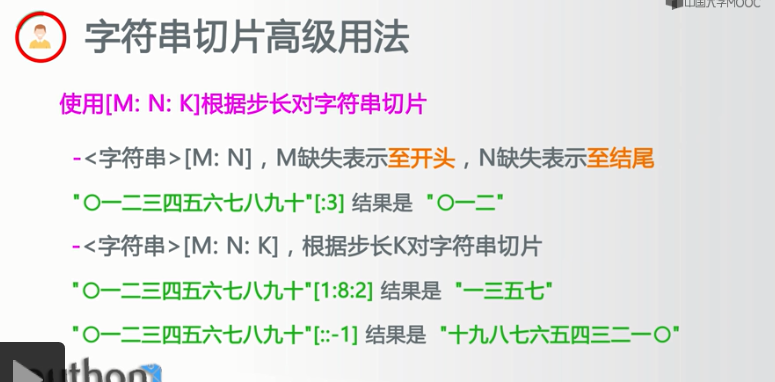 中国大学MOOC
字符串切片高级用法
使用[M: N: K]根据步长对字符串切片
-<字符串>[M: N]，M缺失表示至开头，N缺失表示至结尾
"〇一二三四五六七八九十"[:3] 结果是 "〇一二"
-<字符串>[M: N: K]，根据步长K对字符串切片
"〇一二三四五六七八九十"[1:8:2] 结果是 "一三五七"
"〇一二三四五六七八九十"[::-1] 结果是 "十九八七六五四三二一〇"
python